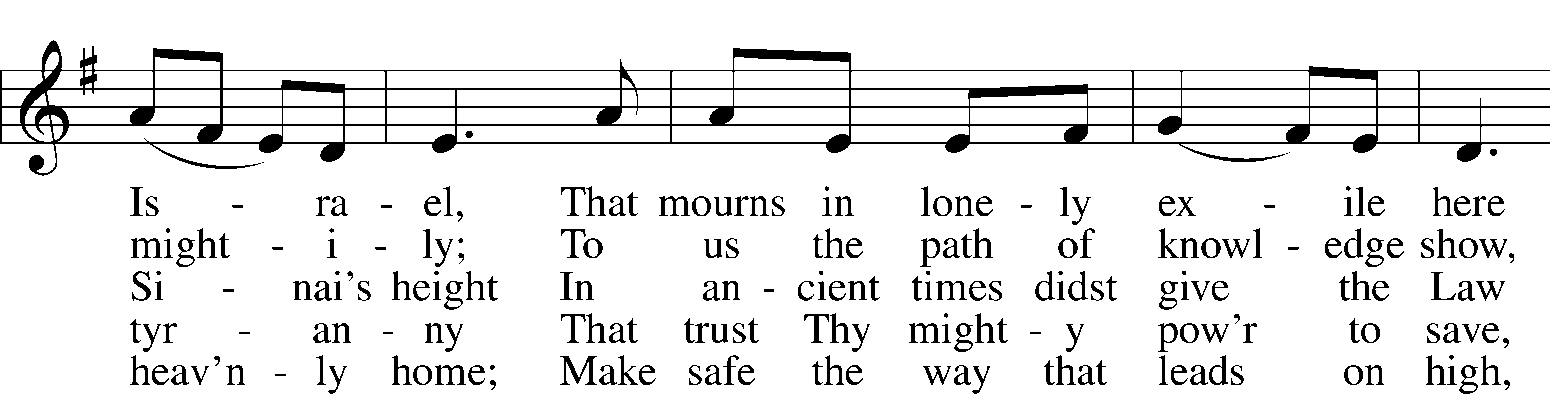 Is - ra - el, That mourns in lone - ly ex - ile here
might - i - ly; To us the path of knowl - edge show,
Si - nai's height In an - cient times didst give the Law
tyr - an - ny That trust Thy might - y pow'r to save,
heav'n - ly home; Make safe the way that leads on high,